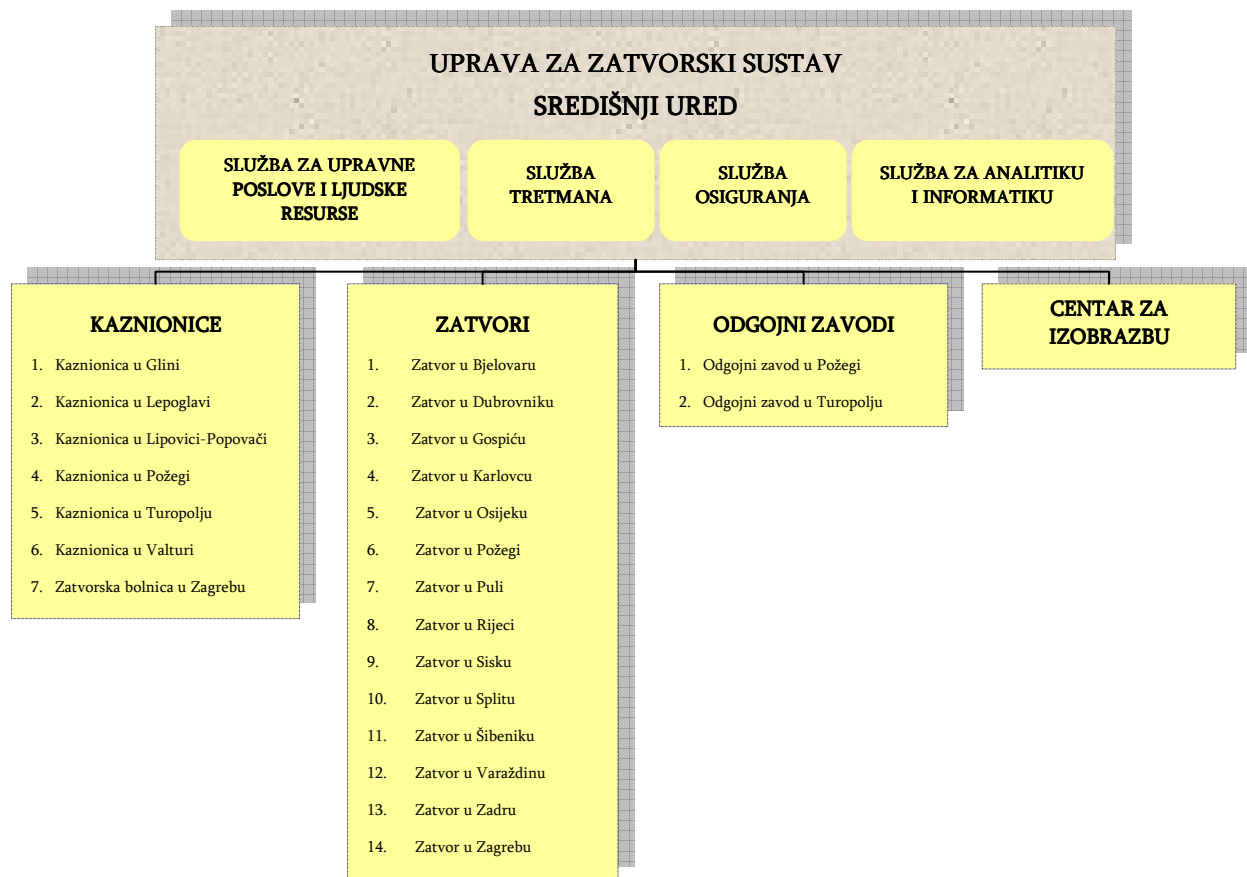 UPRAVA ZA ZATVORSKI SUSTAV
SREDIŠNJI URED
SLUŽBA ZA UPRAVNE
POSLOVE I LJUDSKE
RESURSE
SLUŽBA
TRETMANA
SLUŽBA
OSIGURANJA
SLUŽBA ZA ANALITIKU
I INFORMATIKU
KAZNIONICE
1. Kaznionica u Glini
2. Kaznionica u Lepoglavi
3. Kaznionica u Lipovici-Popovači
4. Kaznionica u Požegi
5. Kaznionica u Turopolju
6. Kaznionica u Valturi
7. Zatvorska bolnica u Zagrebu
ZATVORI
1. Zatvor u Bjelovaru
2. Zatvor u Dubrovniku
3. Zatvor u Gospiću
4. Zatvor u Karlovcu
5. Zatvor u Osijeku
6. Zatvor u Požegi
7. Zatvor u Puli
8. Zatvor u Rijeci
9. Zatvor u Sisku
10. Zatvor u Splitu
11. Zatvor u Šibeniku
12. Zatvor u Varaždinu
13. Zatvor u Zadru
14. Zatvor u Zagrebu
ODGOJNI ZAVODI
1. Odgojni zavod u Požegi
2. Odgojni zavod u Turopolju
CENTAR ZA
IZOBRAZBU